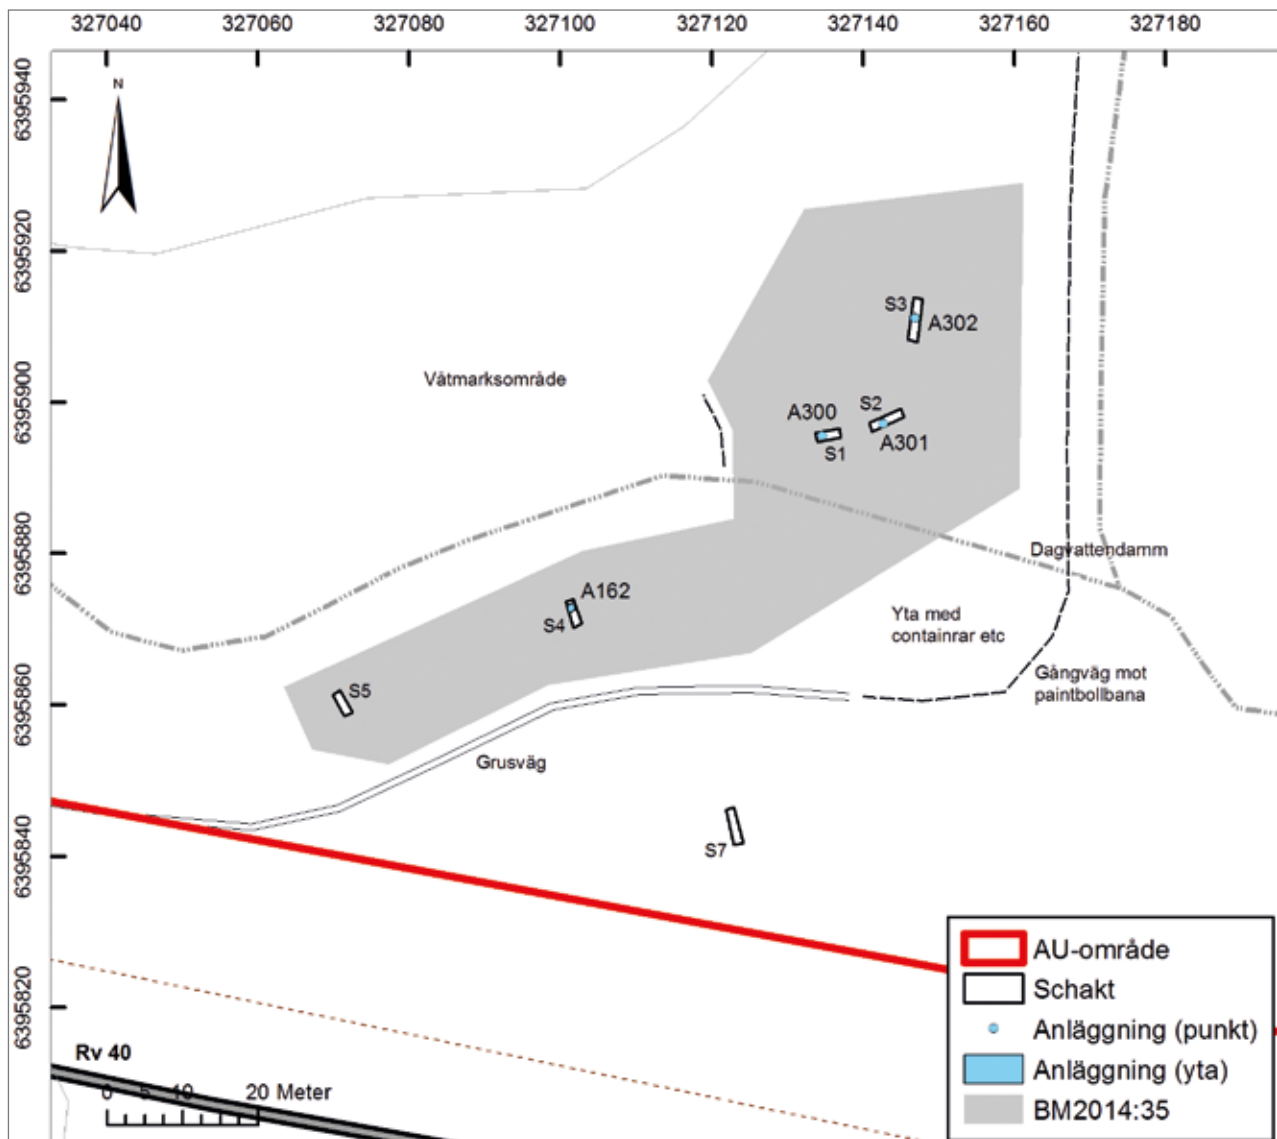 327040 327060 327080 327100 327120 327140 327160 327180
6395940
6395920
6395900
6395880
6395860
6395840
6395820
N
S3
A302
Våtmarksområde
A300
S2
S1
A301
Dagvattendamm
A162
S4
Yta med
containrar etc
S5
Gångväg mot
paintbollbana
Grusväg
S7
Rv 40
0 5 10 20 Meter
AU-område
Schakt
Anläggning (punkt)
Anläggning (yta)
BM2014:35